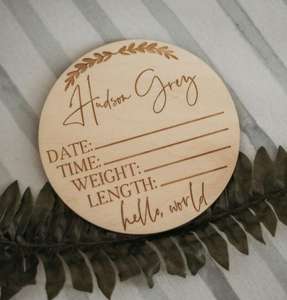 Hudson Grey
DATE:
TIME:
WEIGHT:
LENGTH:
hello, world